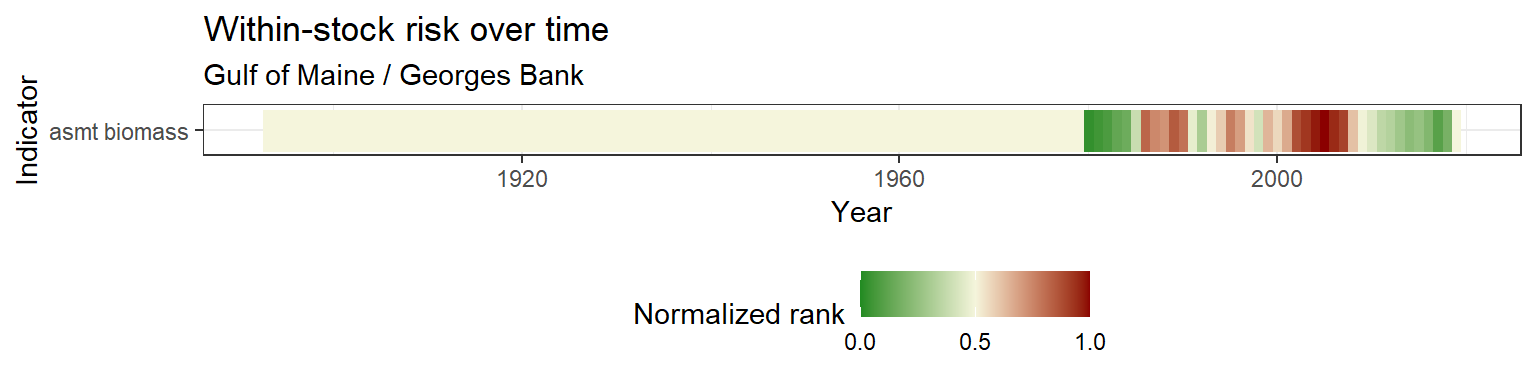 Within-stock risk over time
Gulf of Maine / Georges Bank
Indicator
asmt biomass
1920 1960 2000
Year
Normalized rank
0.0 0.5 1.0